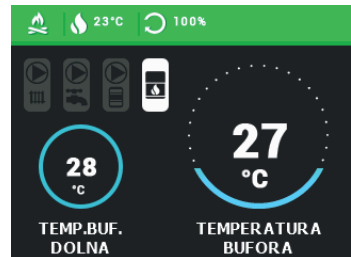 23°C 100%
28
°C
27
°C
TEMP.BUF.
DOLNA
TEMPERATURA
BUFORA